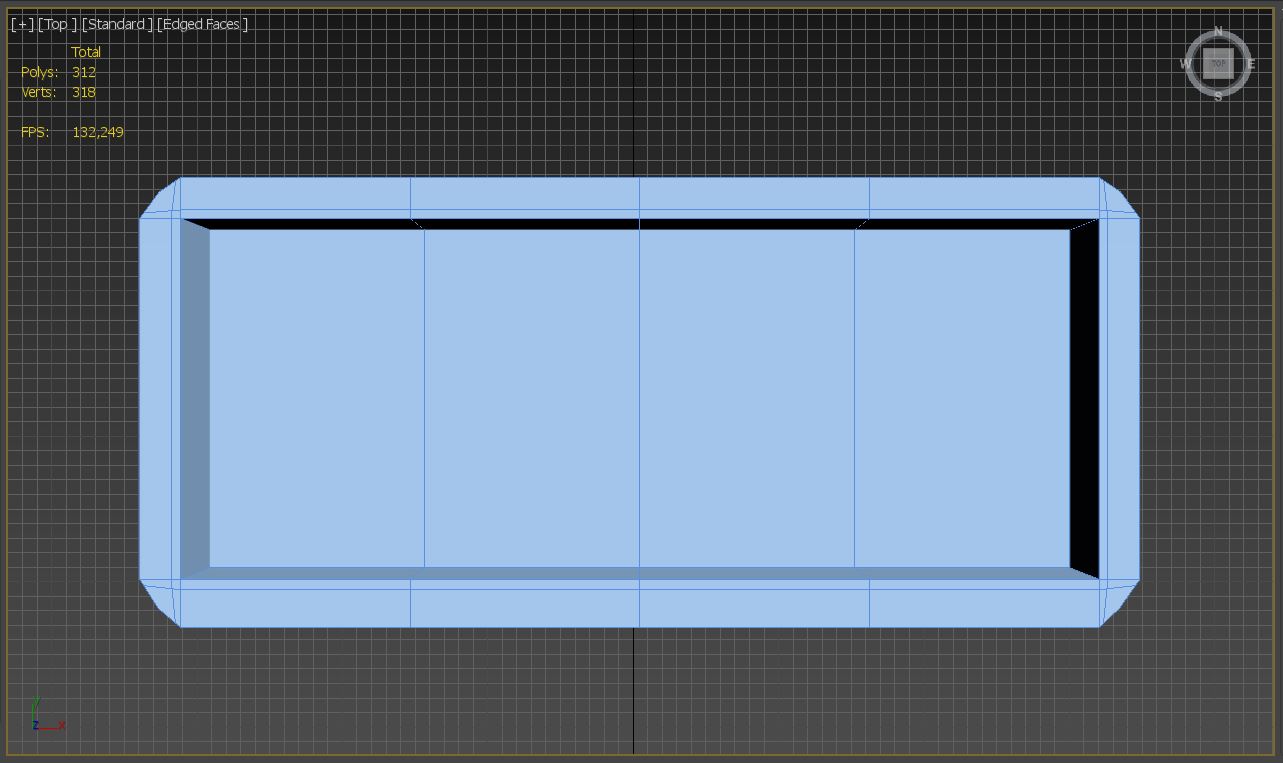 [+] [Top ] [Standard ] [Edged Faces ]
Total
Polys: 312
Verts: 318
FPS: 132,249
N
W TOP E
S
y
z x